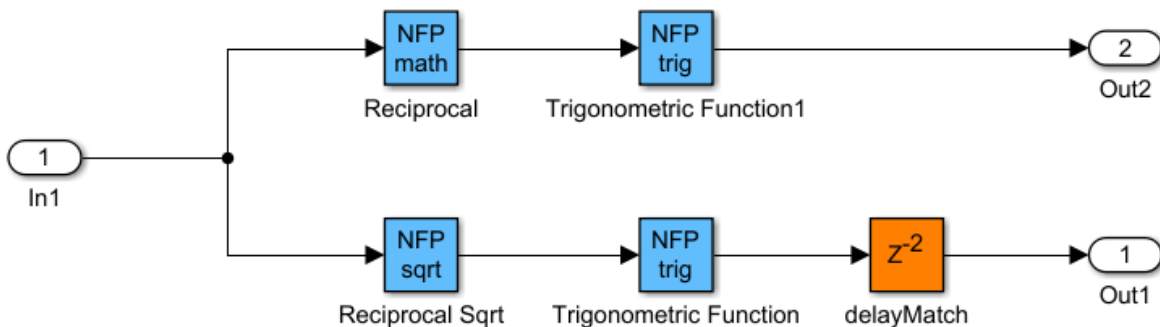 NFP
math
Reciprocal
NFP
trig
Trigonometric Function1
2
Out2
1
In1
NFP
sqrt
Reciprocal Sqrt
NFP
trig
Trigonometric Function
Z⁻²
delayMatch
1
Out1